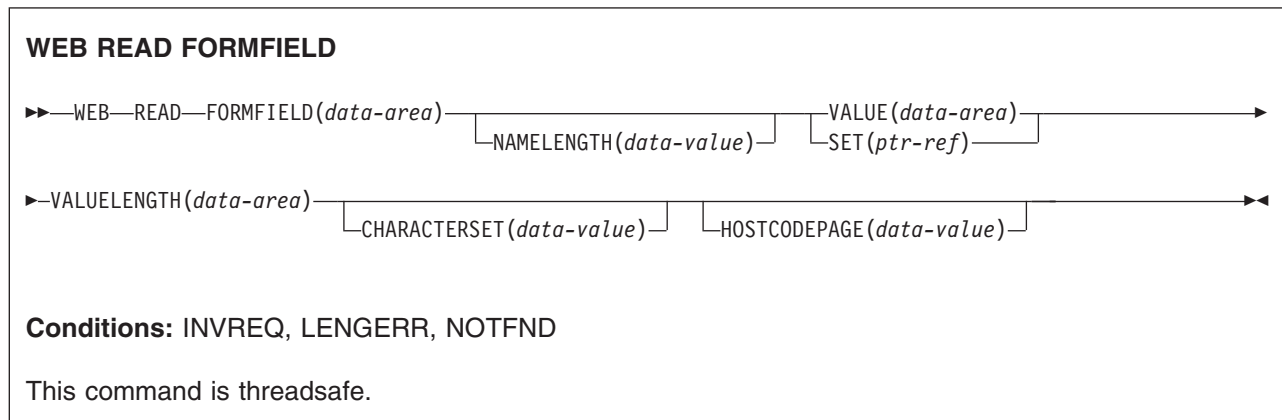 WEB READ FORMFIELD
WEB READ FORMFIELD(data-area) VALUE(data-area)
NAMELENGTH(data-value) SET(ptr-ref)
VALUELENGTH(data-area)
CHARACTERSET(data-value) HOSTCODEPAGE(data-value)
Conditions: INVREQ, LENGERR, NOTFND
This command is threadsafe.